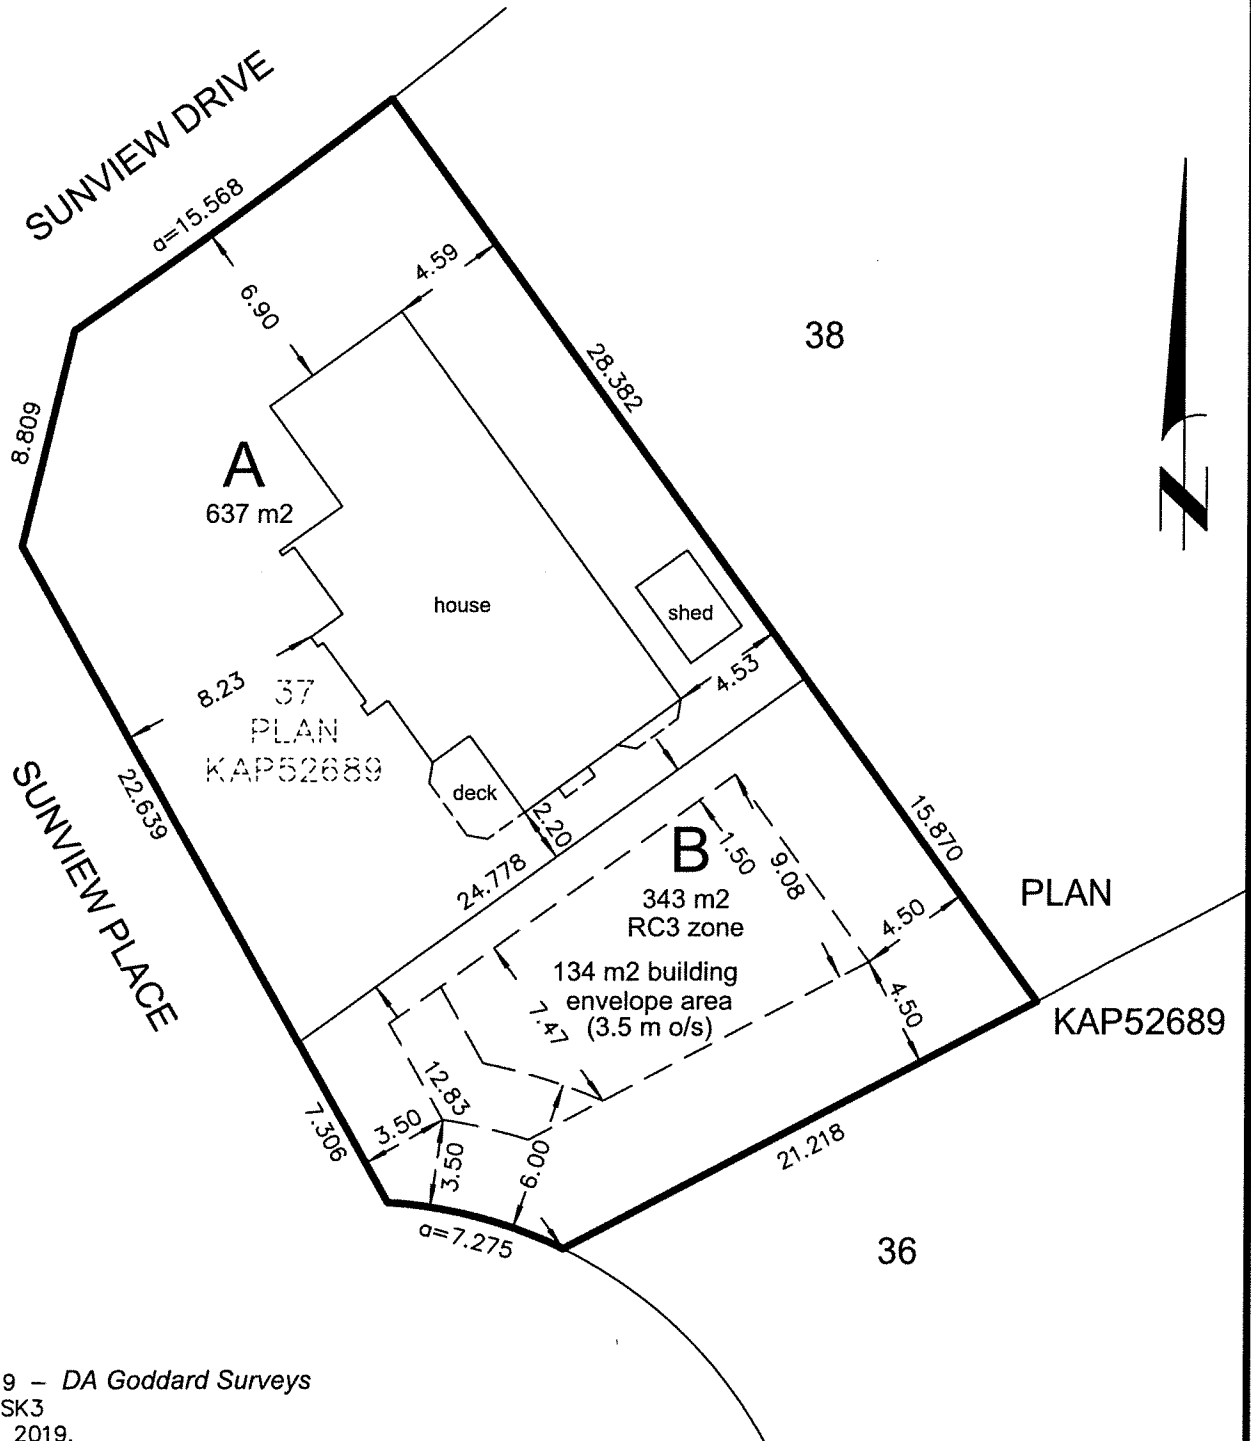 SUNVIEW DRIVE
a=15.568
4.59
6.90
38
28.382
8.809
A
637 m2
N
house
shed
4.53
8.23
37
PLAN
KAP52689
SUNVIEW PLACE
22.639
deck
2.20
24.778
B
1.50
9.08
15.870
343 m2
RC3 zone
PLAN
4.50
134 m2 building
envelope area
(3.5 m o/s)
7.47
4.50
KAP52689
12.83
7.306
3.50
3.50
6.00
21.218
a=7.275
36
9 – DA Goddard Surveys
SK3
2019.